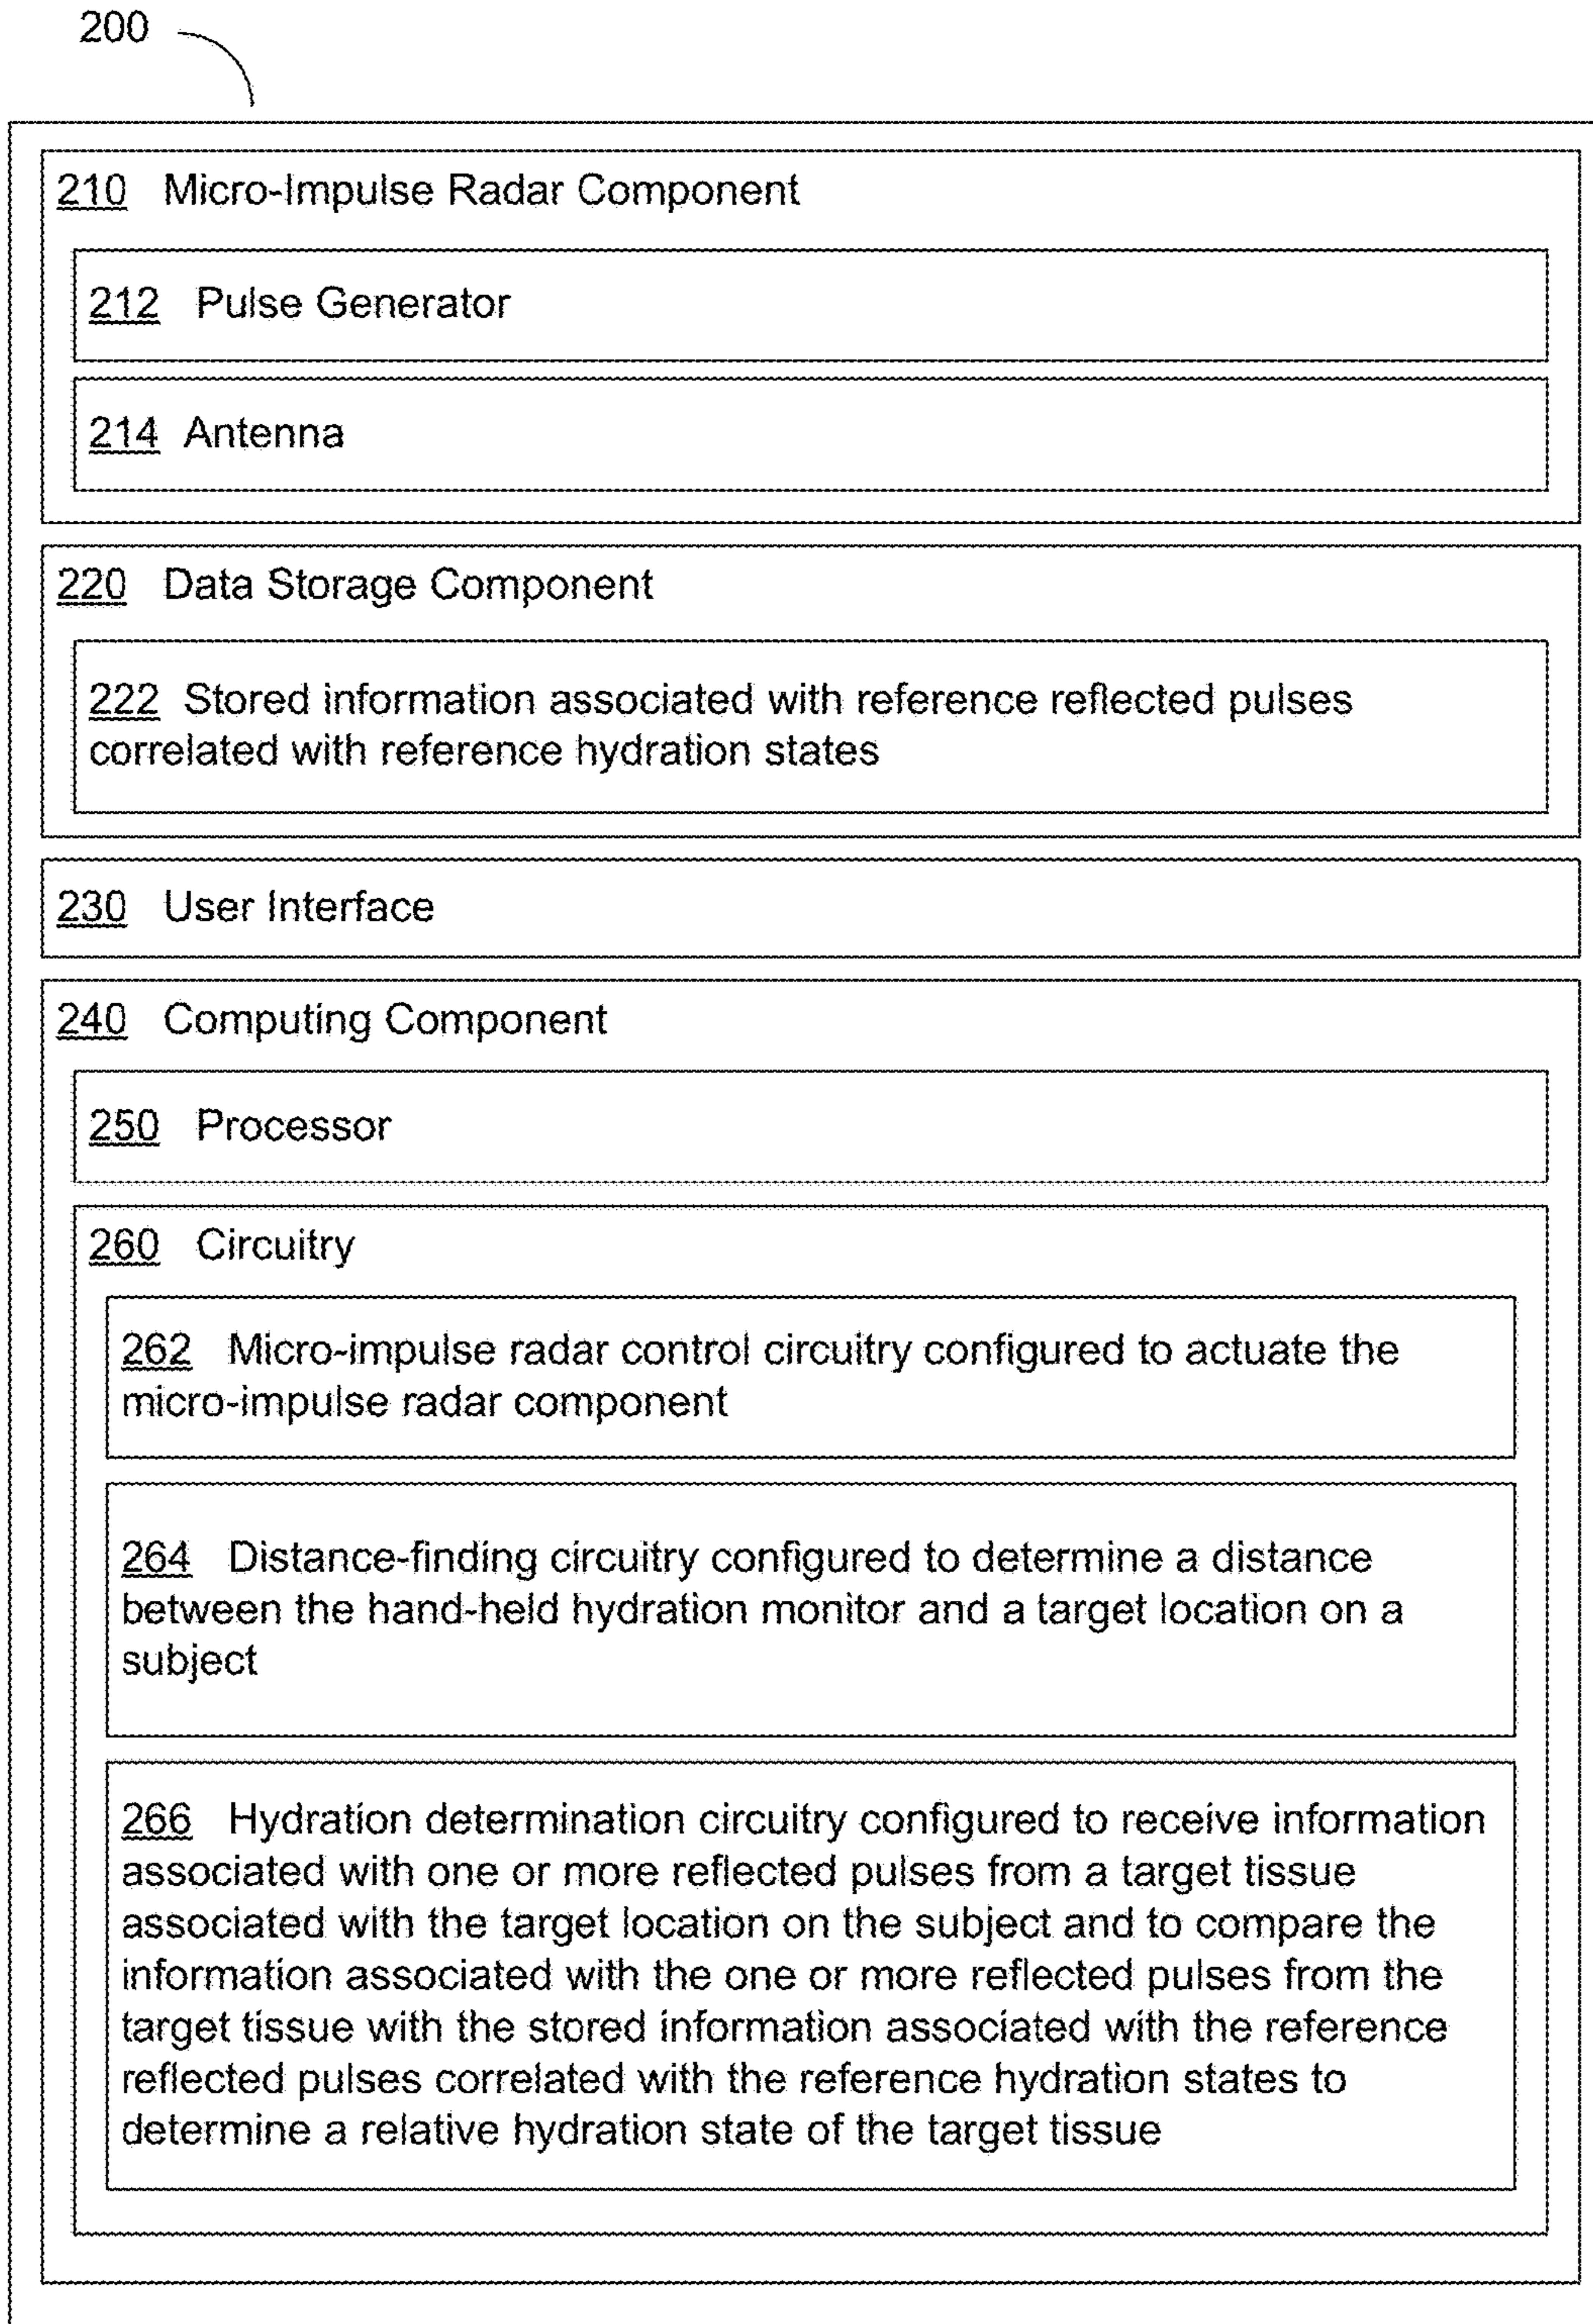 200
210 Micro-Impulse Radar Component
212 Pulse Generator
214 Antenna
220 Data Storage Component
222 Stored information associated with reference reflected pulses
correlated with reference hydration states
230 User Interface
240 Computing Component
250 Processor
260 Circuitry
262 Micro-impulse radar control circuitry configured to actuate the
micro-impulse radar component
264 Distance-finding circuitry configured to determine a distance
between the hand-held hydration monitor and a target location on a
subject
266 Hydration determination circuitry configured to receive information
associated with one or more reflected pulses from a target tissue
associated with the target location on the subject and to compare the
information associated with the one or more reflected pulses from the
target tissue with the stored information associated with the reference
reflected pulses correlated with the reference hydration states to
determine a relative hydration state of the target tissue